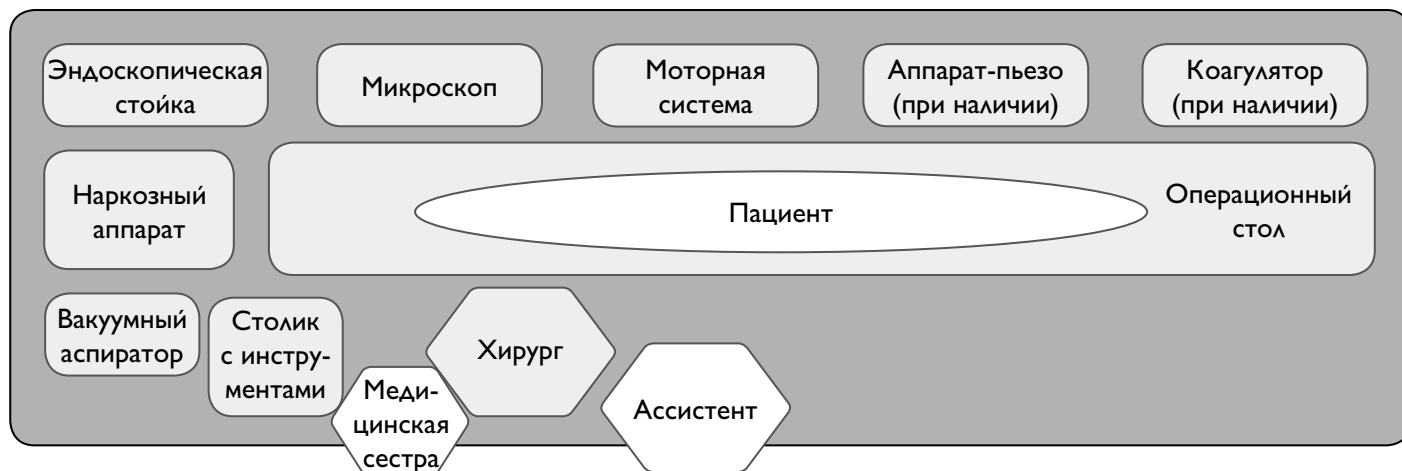 Эндоскопическая
стойка
Микроскоп
Моторная
система
Аппарат-пьезо
(при наличии)
Коагулятор
(при наличии)
Наркозный
аппарат
Пациент
Операционный
стол
Вакуумный
аспиратор
Столик
с инстру-
ментами
Меди-
цинская
сестра
Хирург
Ассистент